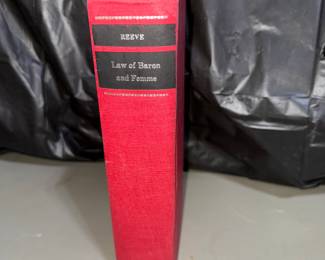 REEVE
Law of Baron
and Femme